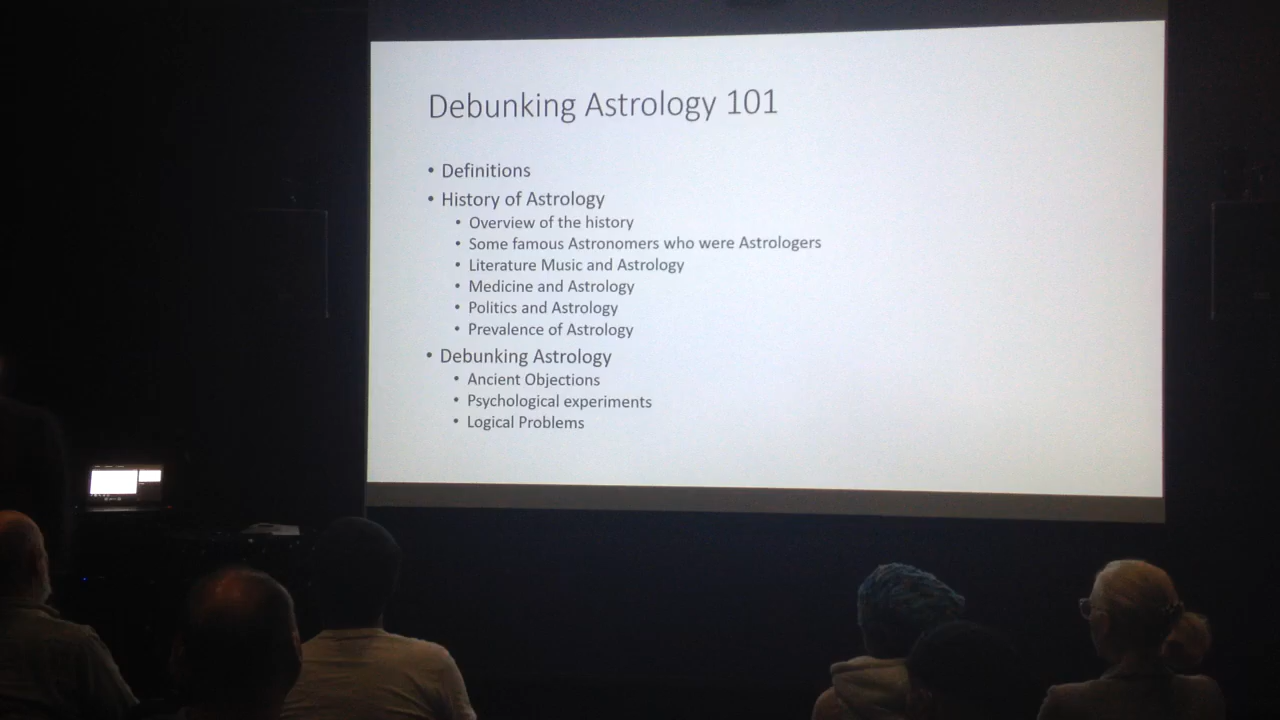 Debunking Astrology 101
• Definitions
• History of Astrology
• Overview of the history
• Some famous Astronomers who were Astrologers
• Literature Music and Astrology
• Medicine and Astrology
• Politics and Astrology
• Prevalence of Astrology
• Debunking Astrology
• Ancient Objections
• Psychological experiments
• Logical Problems